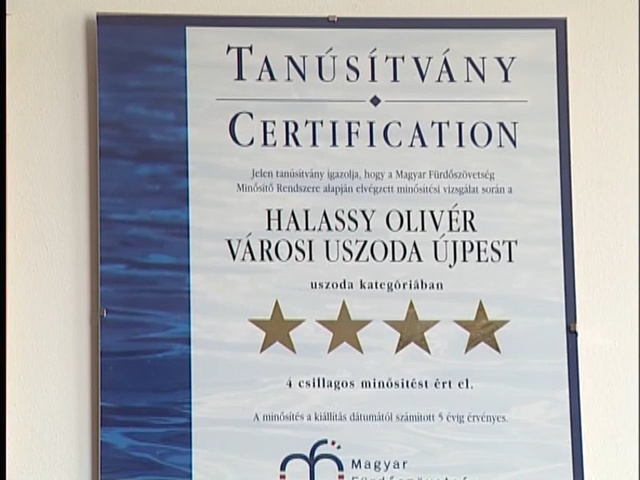 TANÚSÍTVÁNY
CERTIFICATION
Jelen tanúsítvány igazolja, hogy a Magyar Fürdőszövetség
Minősítő Rendszere alapján elvégzett minősítési vizsgálat során a
HALASSY OLIVÉR
VÁROSI USZODA ÚJPEST
uszoda kategóriában
4 csillagos minősítést ért el.
A minősítés a kiállítás dátumától számított 5 évig érvényes.
Magyar